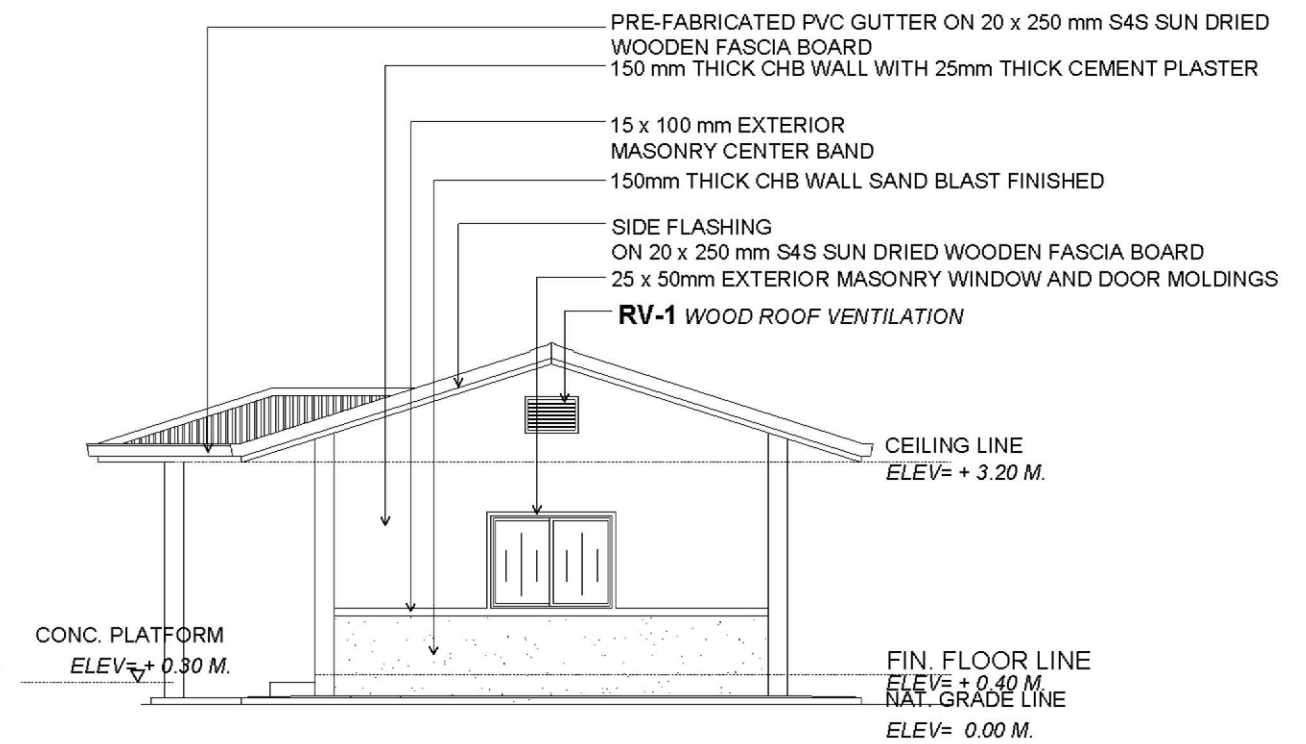 PRE-FABRICATED PVC GUTTER ON 20 x 250 mm S4S SUN DRIED
WOODEN FASCIA BOARD
150 mm THICK CHB WALL WITH 25mm THICK CEMENT PLASTER
15 x 100 mm EXTERIOR
MASONRY CENTER BAND
150mm THICK CHB WALL SAND BLAST FINISHED
SIDE FLASHING
ON 20 x 250 mm S4S SUN DRIED WOODEN FASCIA BOARD
25 x 50mm EXTERIOR MASONRY WINDOW AND DOOR MOLDINGS
RV-1 WOOD ROOF VENTILATION
CEILING LINE
ELEV= + 3.20 M.
CONC. PLATFORM
ELEV= + 0.30 M.
FIN. FLOOR LINE
ELEV= + 0.40 M.
NAT. GRADE LINE
ELEV= 0.00 M.